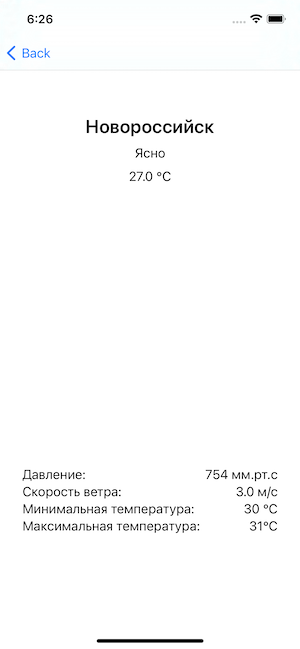 6:26
Back
Новороссийск
Ясно
27.0 °C
Давление: 754 мм.рт.с
Скорость ветра: 3.0 м/с
Минимальная температура: 30 °C
Максимальная температура: 31°C